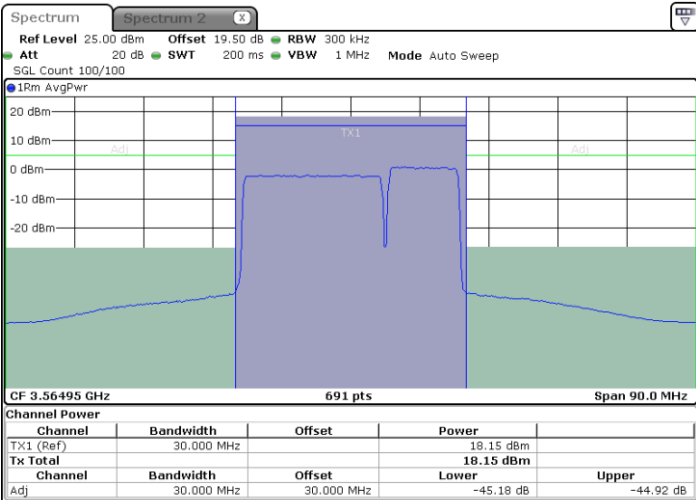 Spectrum Spectrum 2 X
Ref Level 25.00 dBm Offset 19.50 dB RBW 300 kHz
Att 20 dB SWT 200 ms VBW 1 MHz Mode Auto Sweep
SGL Count 100/100
1Rm AvgPwr
20 dBm
TX1
10 dBm
Adj Adj
0 dBm
-10 dBm
-20 dBm
CF 3.56495 GHz 691 pts Span 90.0 MHz
Channel Power
Channel Bandwidth Offset Power
TX1 (Ref) 30.000 MHz 18.15 dBm
Tx Total 18.15 dBm
Channel Bandwidth Offset Lower Upper
Adj 30.000 MHz 30.000 MHz -45.18 dB -44.92 dB